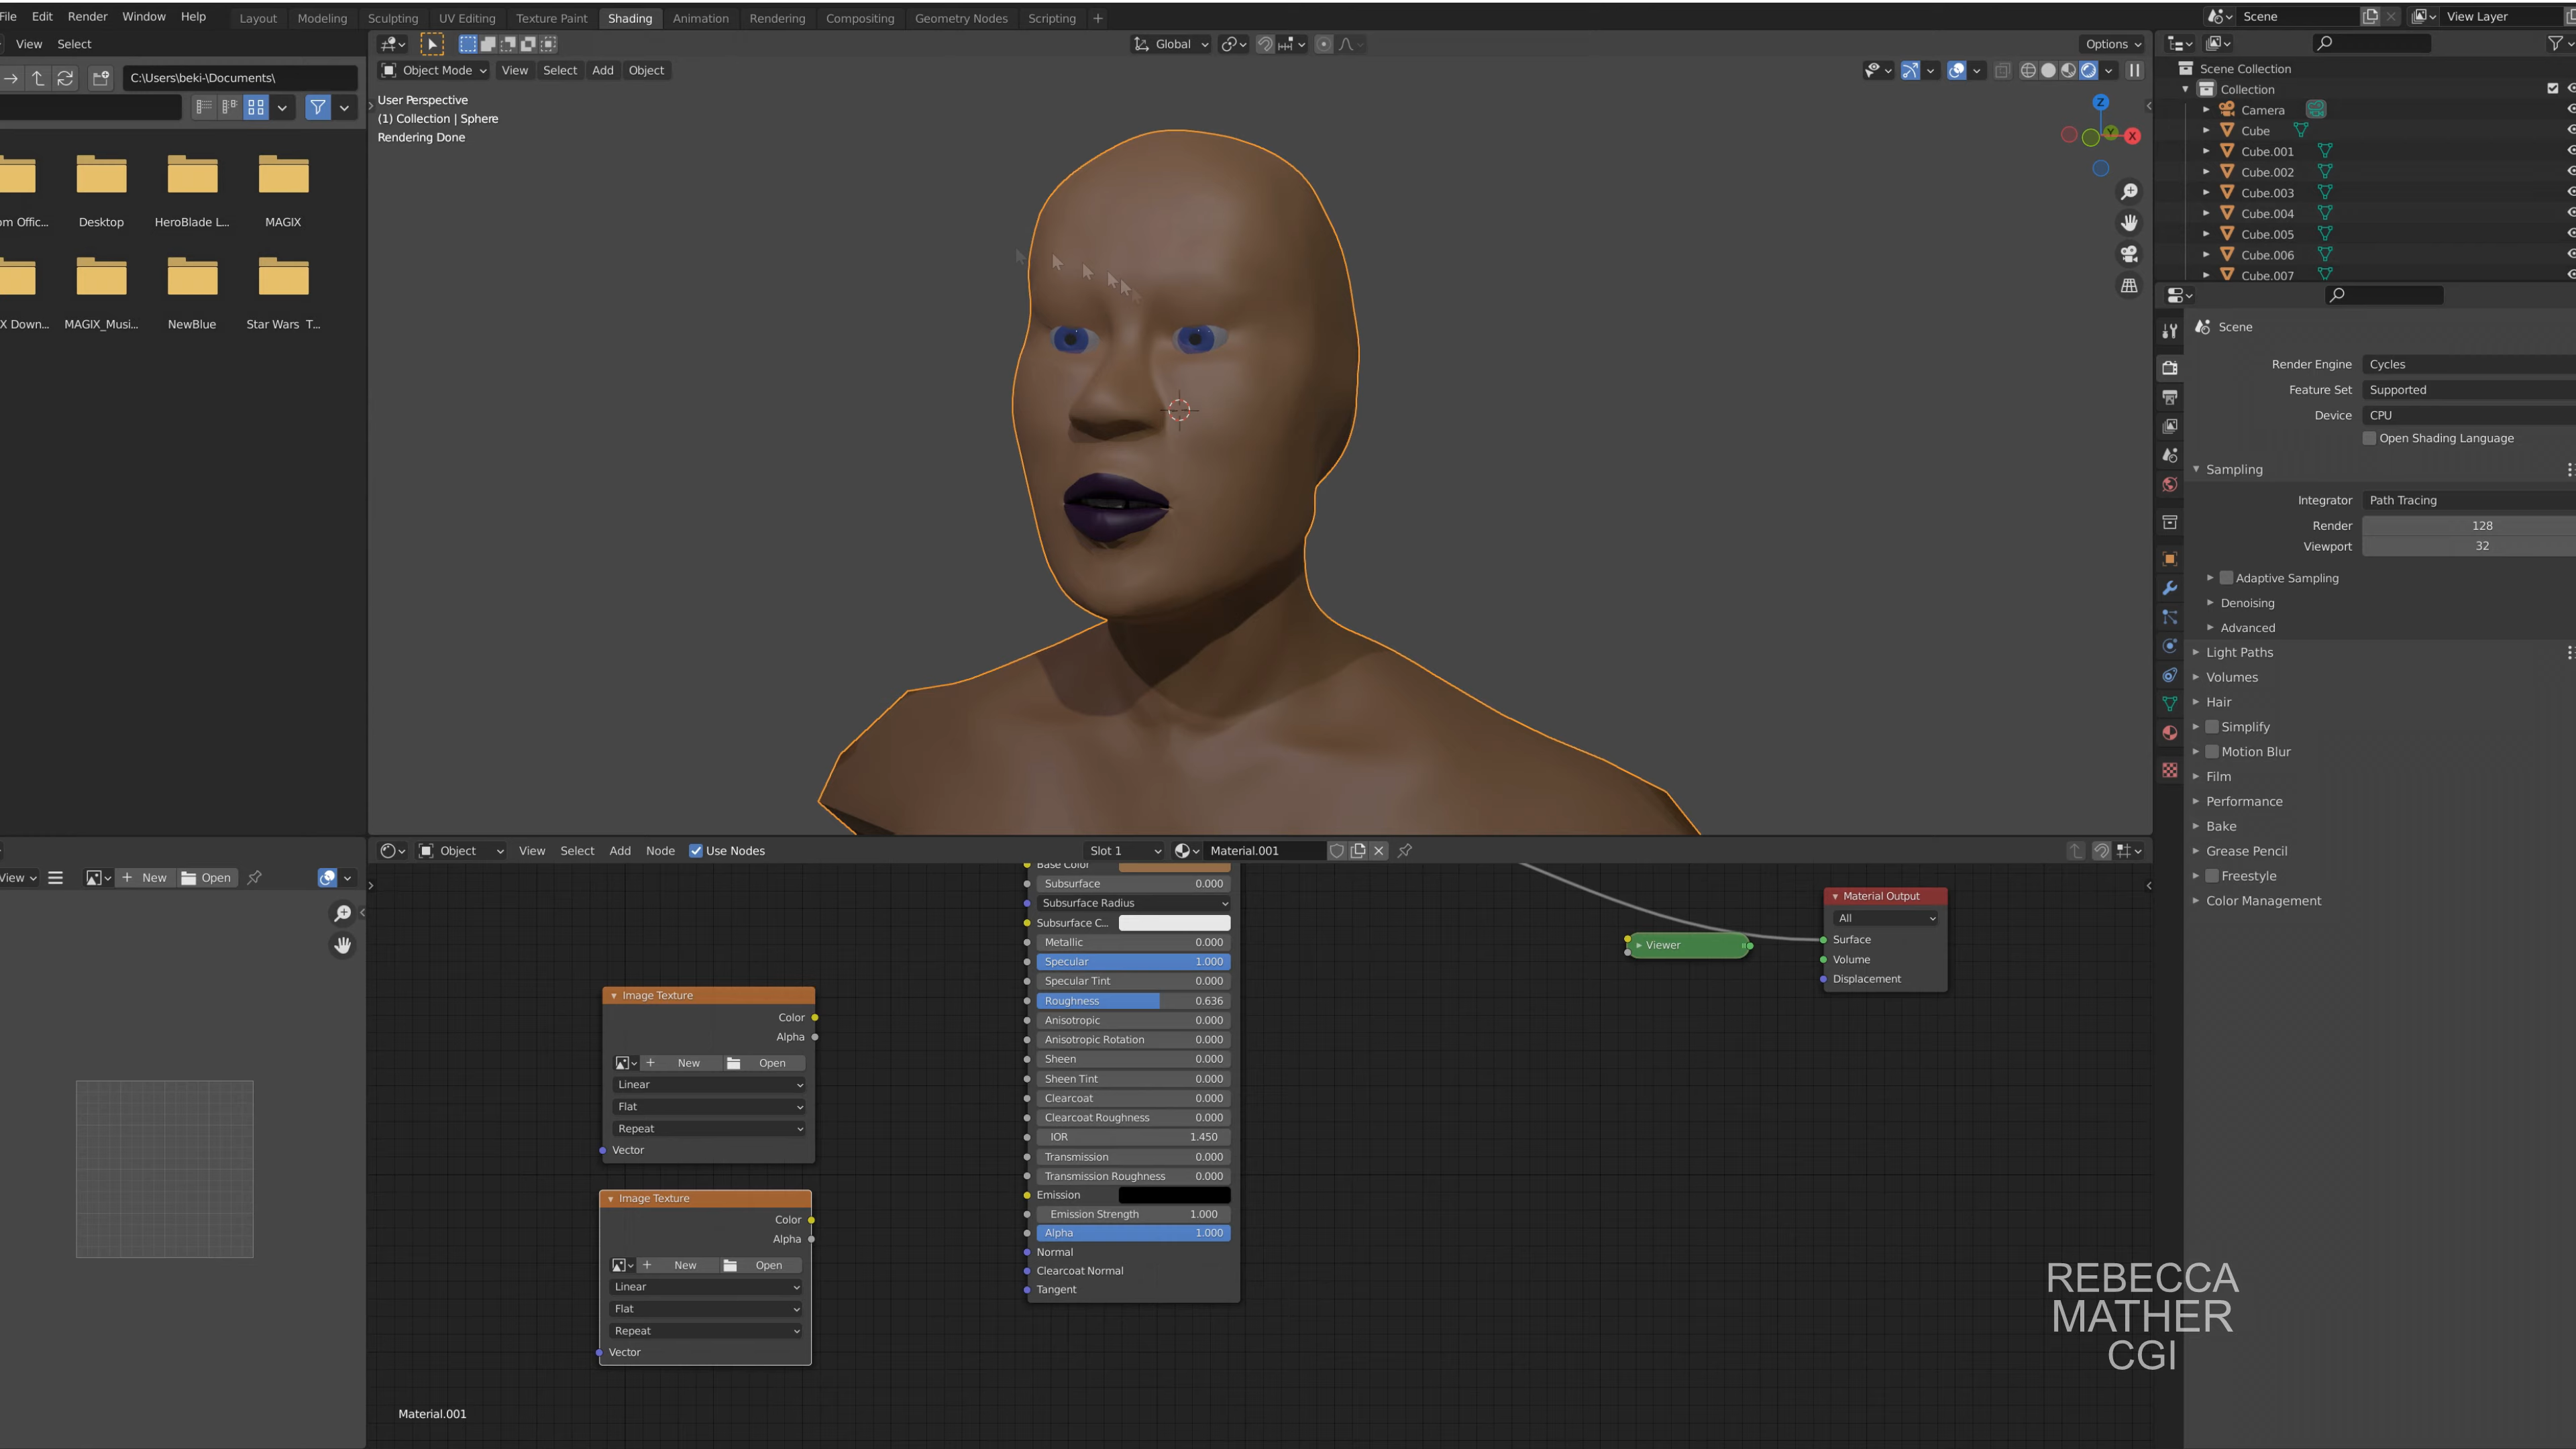 File Edit Render Window Help
Layout Modeling Sculpting UV Editing Texture Paint Shading Animation Rendering Compositing Geometry Nodes Scripting +
Scene
View Layer
View Select
C:\Users\beki-\Documents\
om Offic...
Desktop
HeroBlade L...
MAGIX
X Down...
MAGIX_Musi...
NewBlue
Star Wars T...
Global
Options
Object Mode View Select Add Object
User Perspective
(1) Collection | Sphere
Rendering Done
Z
Y
X
Scene Collection
Collection
Camera
Cube
Cube.001
Cube.002
Cube.003
Cube.004
Cube.005
Cube.006
Cube.007
Scene
Render Engine Cycles
Feature Set Supported
Device CPU
Open Shading Language
Sampling
Integrator Path Tracing
Render 128
Viewport 32
Adaptive Sampling
Denoising
Advanced
Light Paths
Volumes
Hair
Simplify
Motion Blur
Film
Performance
Bake
Grease Pencil
Freestyle
Color Management
View
+ New Open
Object View Select Add Node Use Nodes
Slot 1
Material.001
Base Color
Subsurface 0.000
Subsurface Radius
Subsurface C...
Metallic 0.000
Specular 1.000
Specular Tint 0.000
Roughness 0.636
Anisotropic 0.000
Anisotropic Rotation 0.000
Sheen 0.000
Sheen Tint 0.000
Clearcoat 0.000
Clearcoat Roughness 0.000
IOR 1.450
Transmission 0.000
Transmission Roughness 0.000
Emission
Emission Strength 1.000
Alpha 1.000
Normal
Clearcoat Normal
Tangent
Image Texture
Color
Alpha
+ New Open
Linear
Flat
Repeat
Vector
Image Texture
Color
Alpha
+ New Open
Linear
Flat
Repeat
Vector
Viewer
Material Output
All
Surface
Volume
Displacement
Material.001
REBECCA
MATHER
CGI